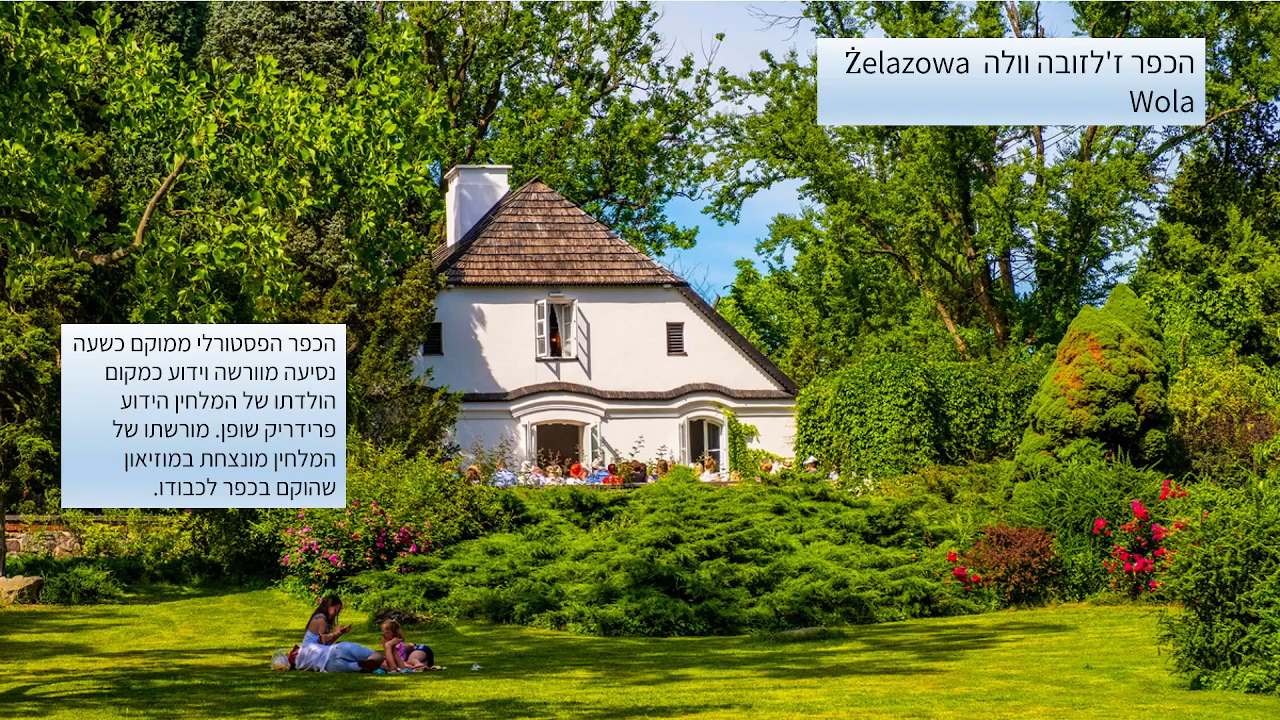 הכפר ז'לזובה וולה Żelazowa
Wola
הכפר הפסטורלי ממוקם כשעה
נסיעה מוורשה וידוע כמקום
הולדתו של המלחין הידוע
פרידריק שופן. מורשתו של
המלחין מונצחת במוזיאון
שהוקם בכפר לכבודו.